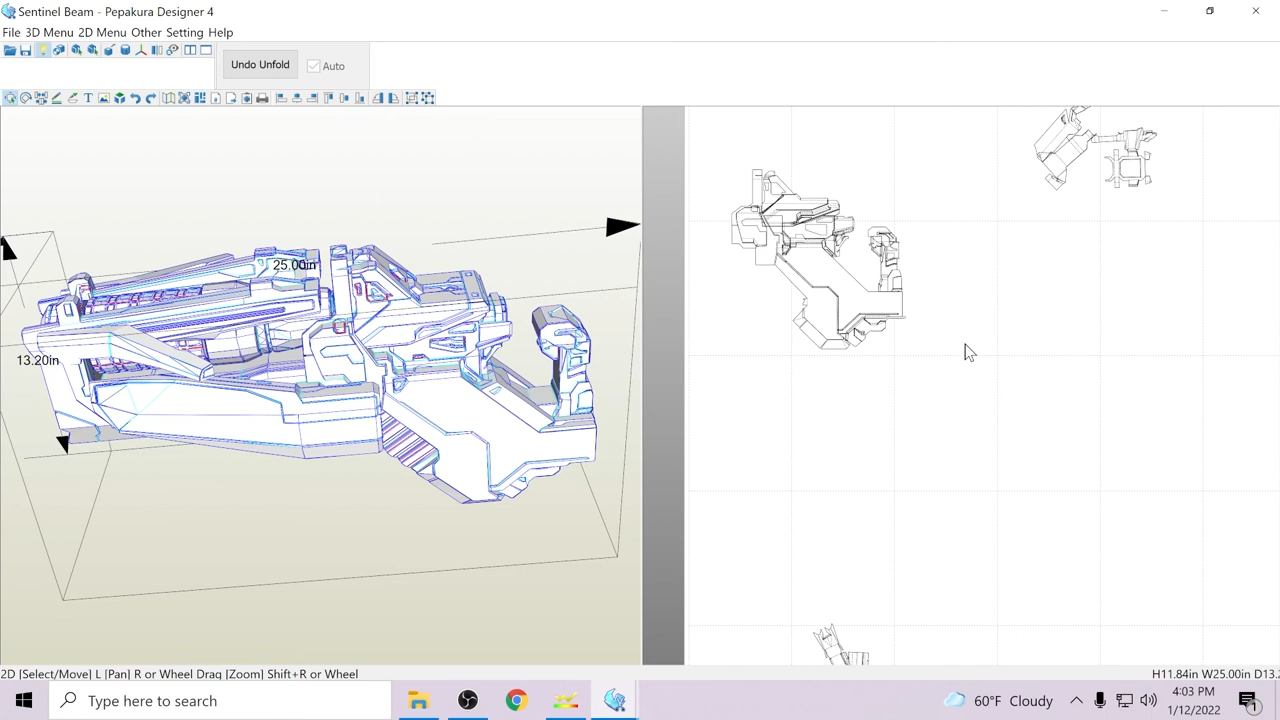 Sentinel Beam - Pepakura Designer 4
File 3D Menu 2D Menu Other Setting Help
Undo Unfold
Auto
25.00in
13.20in
2D [Select/Move] L [Pan] R or Wheel Drag [Zoom] Shift+R or Wheel
H11.84in W25.00in D13.2
Type here to search
60°F Cloudy
4:03 PM
1/12/2022
1